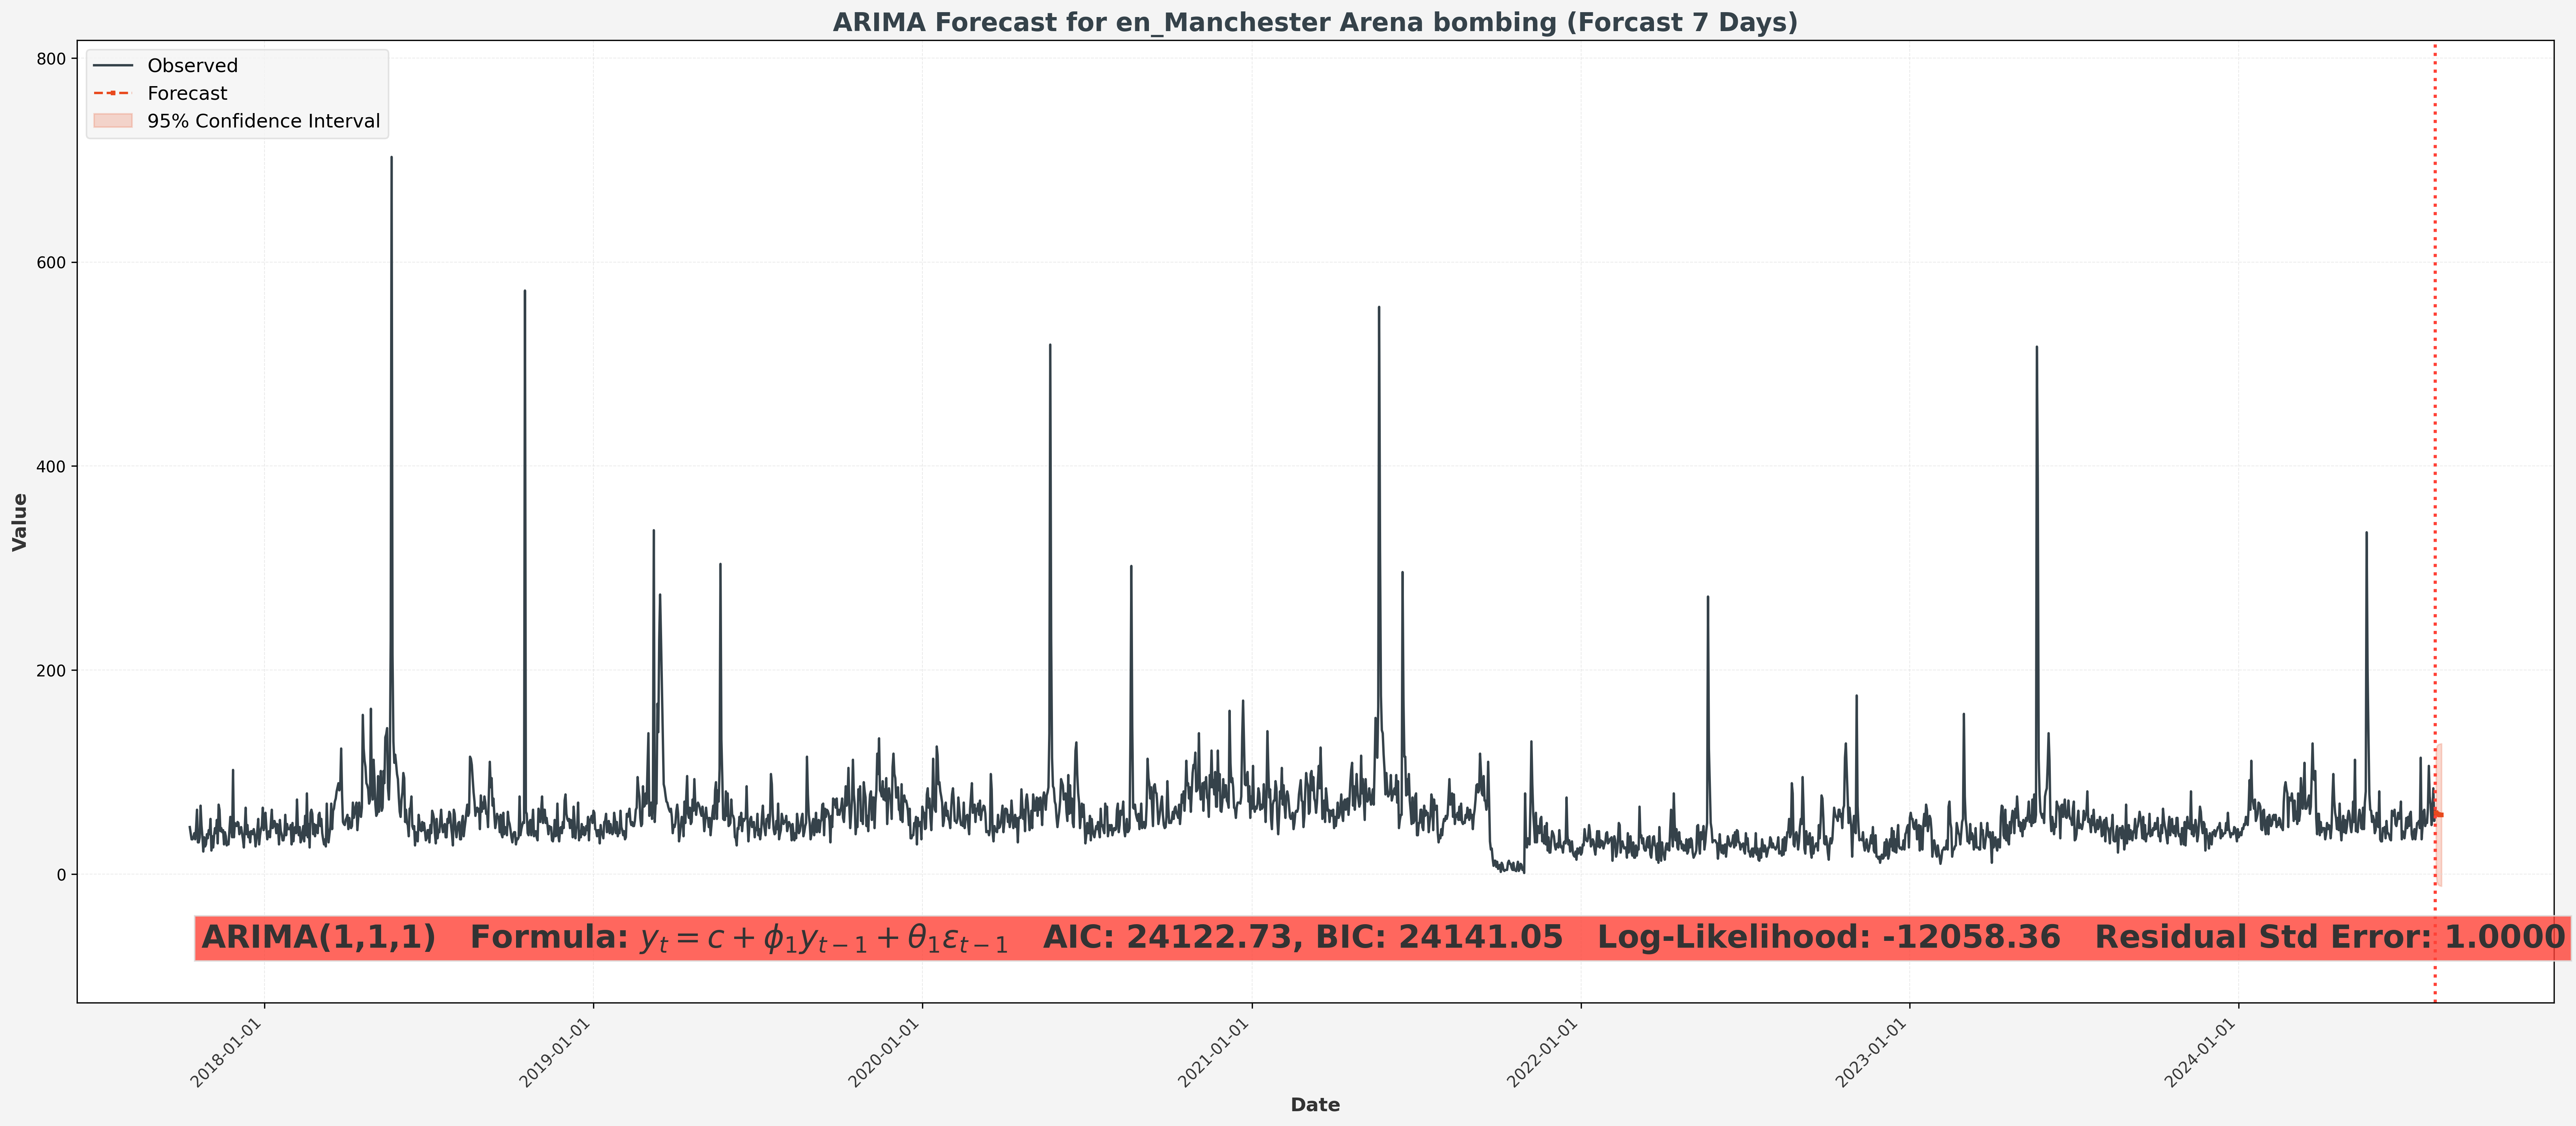 ARIMA Forecast for en_Manchester Arena bombing (Forcast 7 Days)
Observed
Forecast
95% Confidence Interval
800
600
400
200
0
Value
ARIMA(1,1,1) Formula: $y_t = c + \phi_1 y_{t-1} + \theta_1 \varepsilon_{t-1}$ AIC: 24122.73, BIC: 24141.05 Log-Likelihood: -12058.36 Residual Std Error: 1.0000
2018-01-01
2019-01-01
2020-01-01
2021-01-01
2022-01-01
2023-01-01
2024-01-01
Date